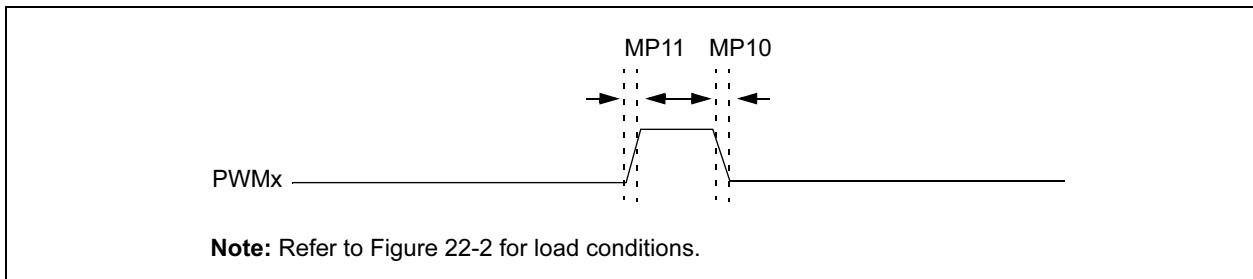 MP11 MP10
PWMx
Note: Refer to Figure 22-2 for load conditions.